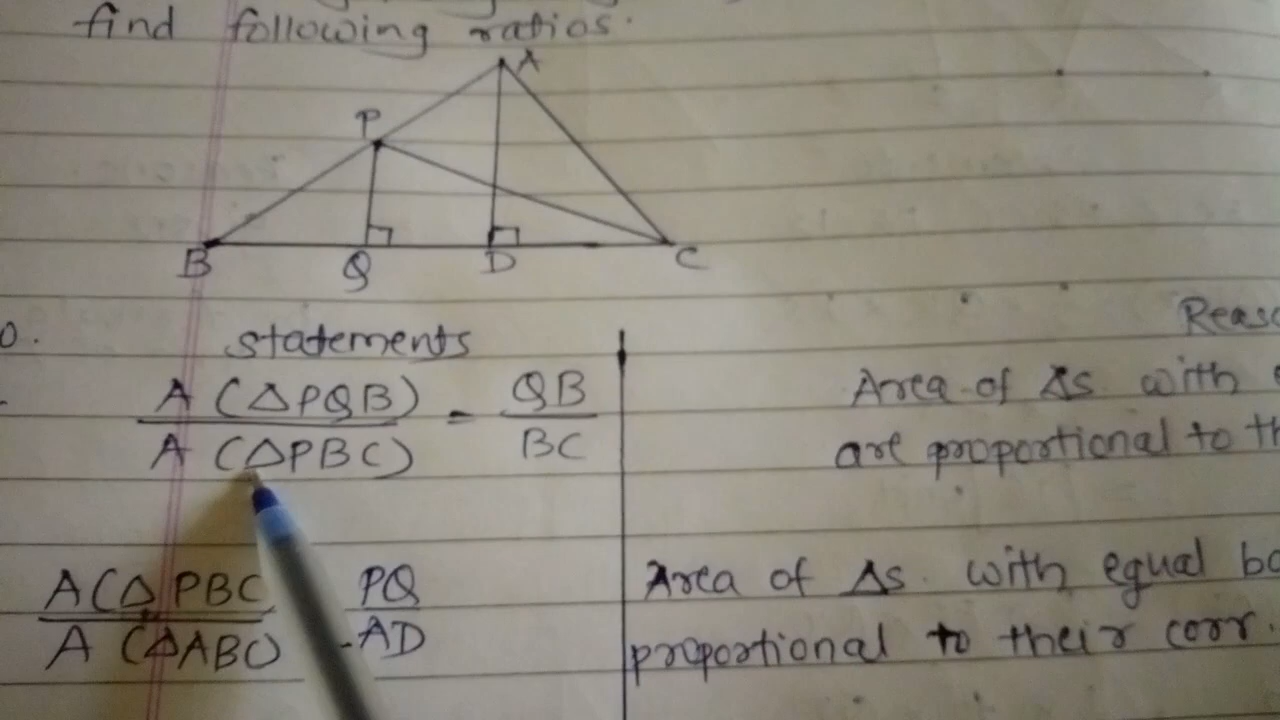 find following ratios.
A
P
B Q D C
statements Reas
A (△PQB) / A (△PBC) = QB / BC Area of △s with
are proportional to th
A(△PBC / A (△ABC) = PQ / AD Area of △s. with equal ba
proportional to their corr.